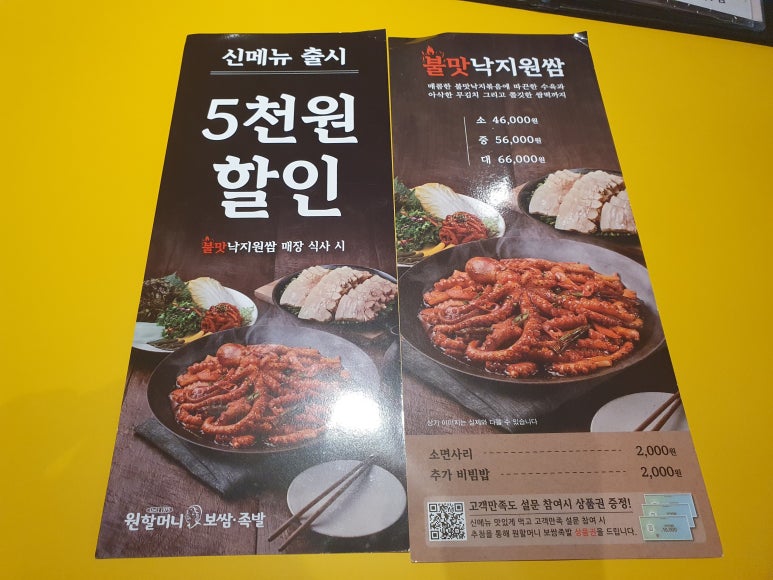 신메뉴 출시
5천원
할인
불맛낙지원쌈 매장 식사 시
SINCE 1975
원할머니 보쌈·족발
불맛낙지원쌈
매콤한 불맛낙지볶음에 따끈한 수육과
아삭한 무김치 그리고 쫄깃한 쌈떡까지
소 46,000원
중 56,000원
대 66,000원
상기 이미지는 실제와 다를 수 있습니다
소면사리 2,000원
추가 비빔밥 2,000원
고객만족도 설문 참여시 상품권 증정!
신메뉴 맛있게 먹고 고객만족 설문 참여 시
추첨을 통해 원할머니 보쌈족발 상품권을 드립니다.